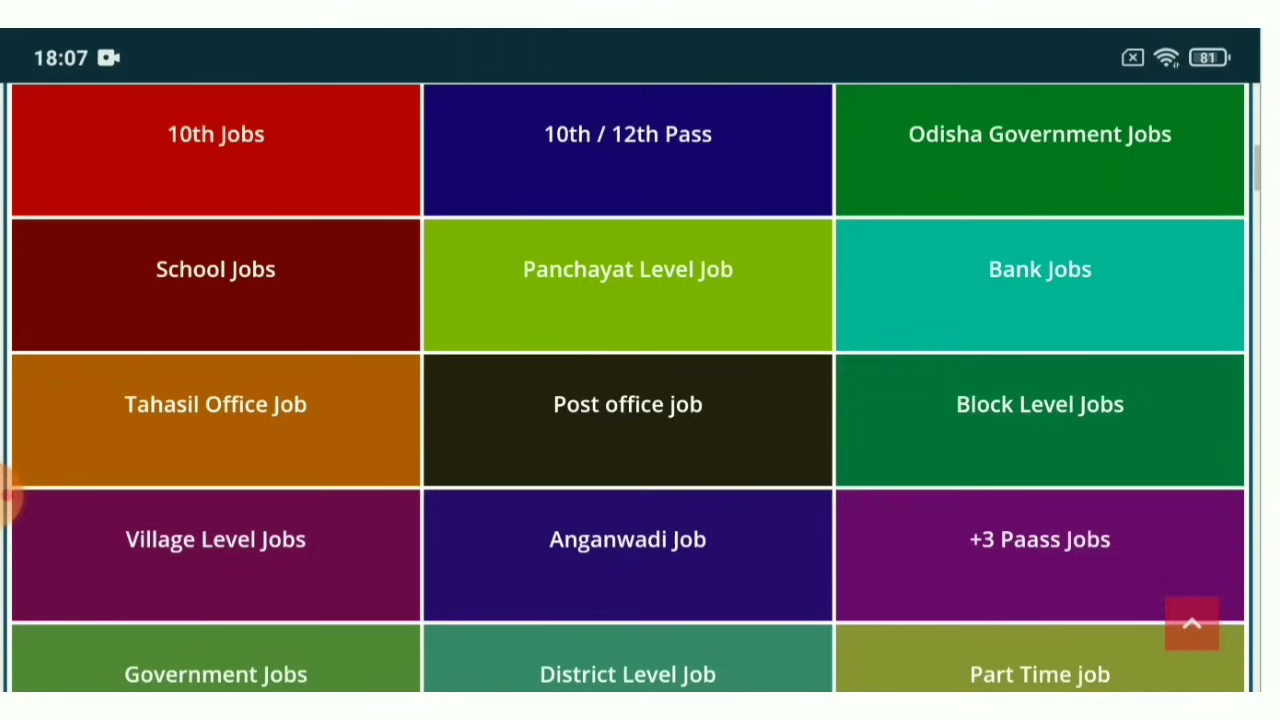 18:07
81
10th Jobs
10th / 12th Pass
Odisha Government Jobs
School Jobs
Panchayat Level Job
Bank Jobs
Tahasil Office Job
Post office job
Block Level Jobs
Village Level Jobs
Anganwadi Job
+3 Paass Jobs
Government Jobs
District Level Job
Part Time job